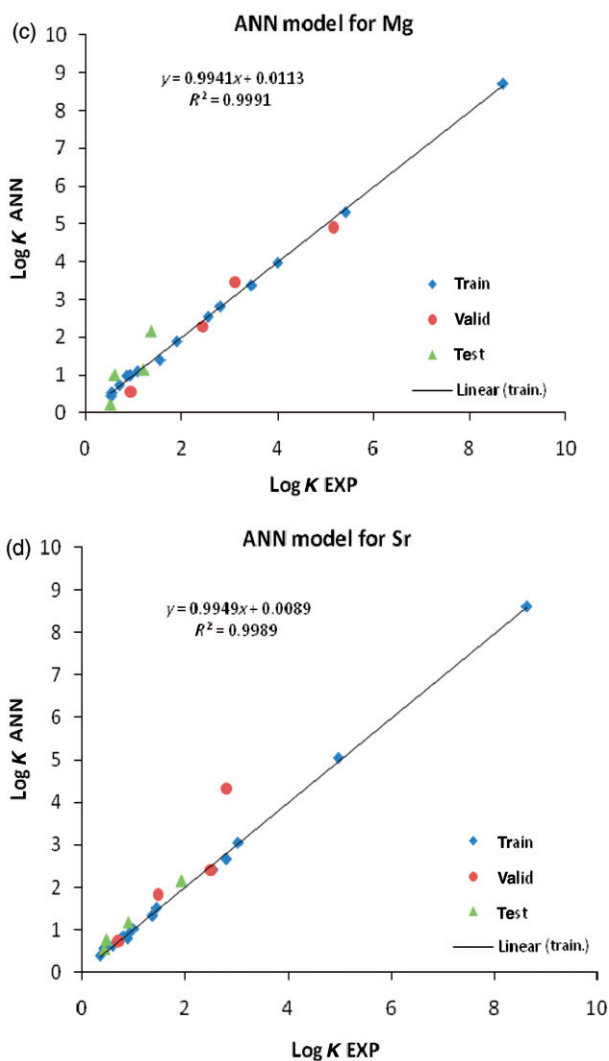 (c)
ANN model for Mg
y = 0.9941x + 0.0113
R² = 0.9991
10
9
8
7
6
5
4
3
2
1
0
Log K ANN
Train
Valid
Test
Linear (train.)
0 2 4 6 8 10
Log K EXP
(d)
ANN model for Sr
y = 0.9949x + 0.0089
R² = 0.9989
10
9
8
7
6
5
4
3
2
1
0
Log K ANN
Train
Valid
Test
Linear (train.)
0 2 4 6 8 10
Log K EXP